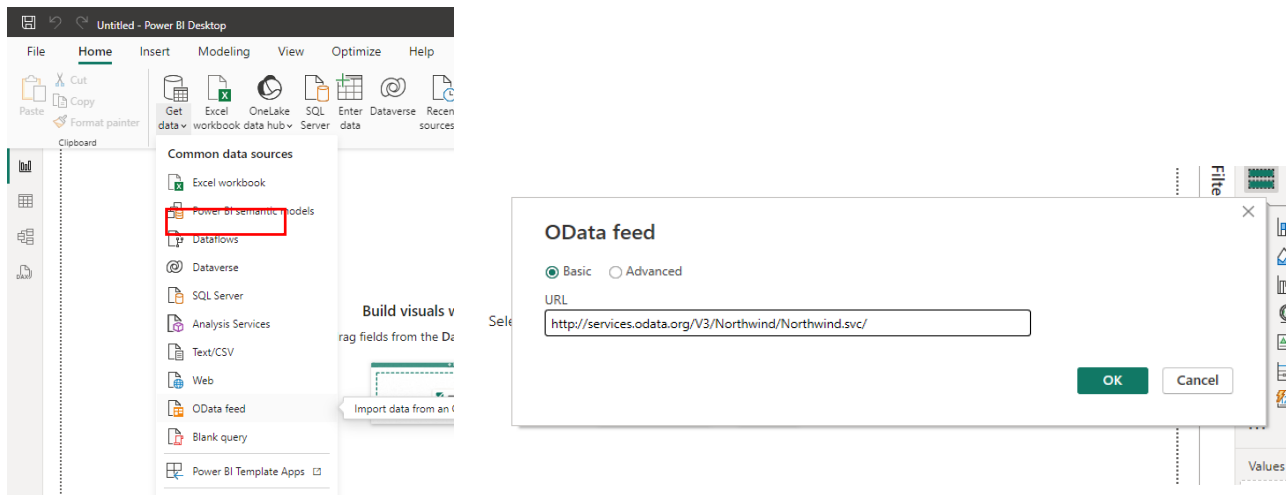 Untitled - Power BI Desktop
File Home Insert Modeling View Optimize Help
Paste
Cut
Copy
Format painter
Clipboard
Get data
Excel workbook
OneLake data hub
SQL Server
Enter data
Dataverse
Recen
sources
Common data sources
Excel workbook
Power BI semantic models
Dataflows
Dataverse
SQL Server
Analysis Services
Text/CSV
Web
OData feed
Blank query
Power BI Template Apps
Import data from an
Build visuals w
rag fields from the Da
DAX
Sele
OData feed
Basic Advanced
URL
http://services.odata.org/V3/Northwind/Northwind.svc/
OK Cancel
Filte
Values